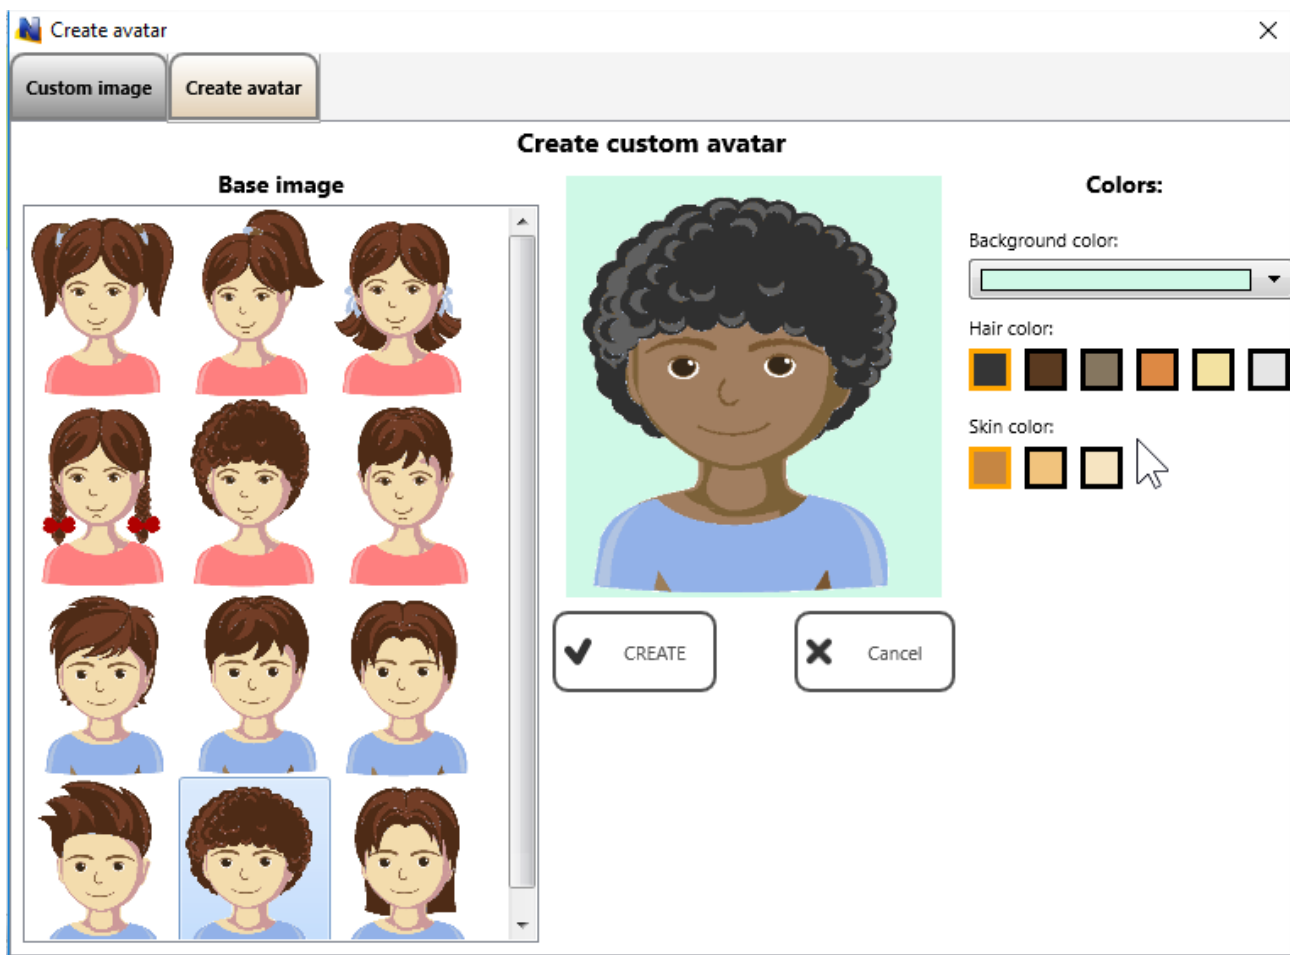 Create avatar
Custom image
Create avatar
Create custom avatar
Base image
Colors:
Background color:
Hair color:
Skin color:
CREATE
Cancel